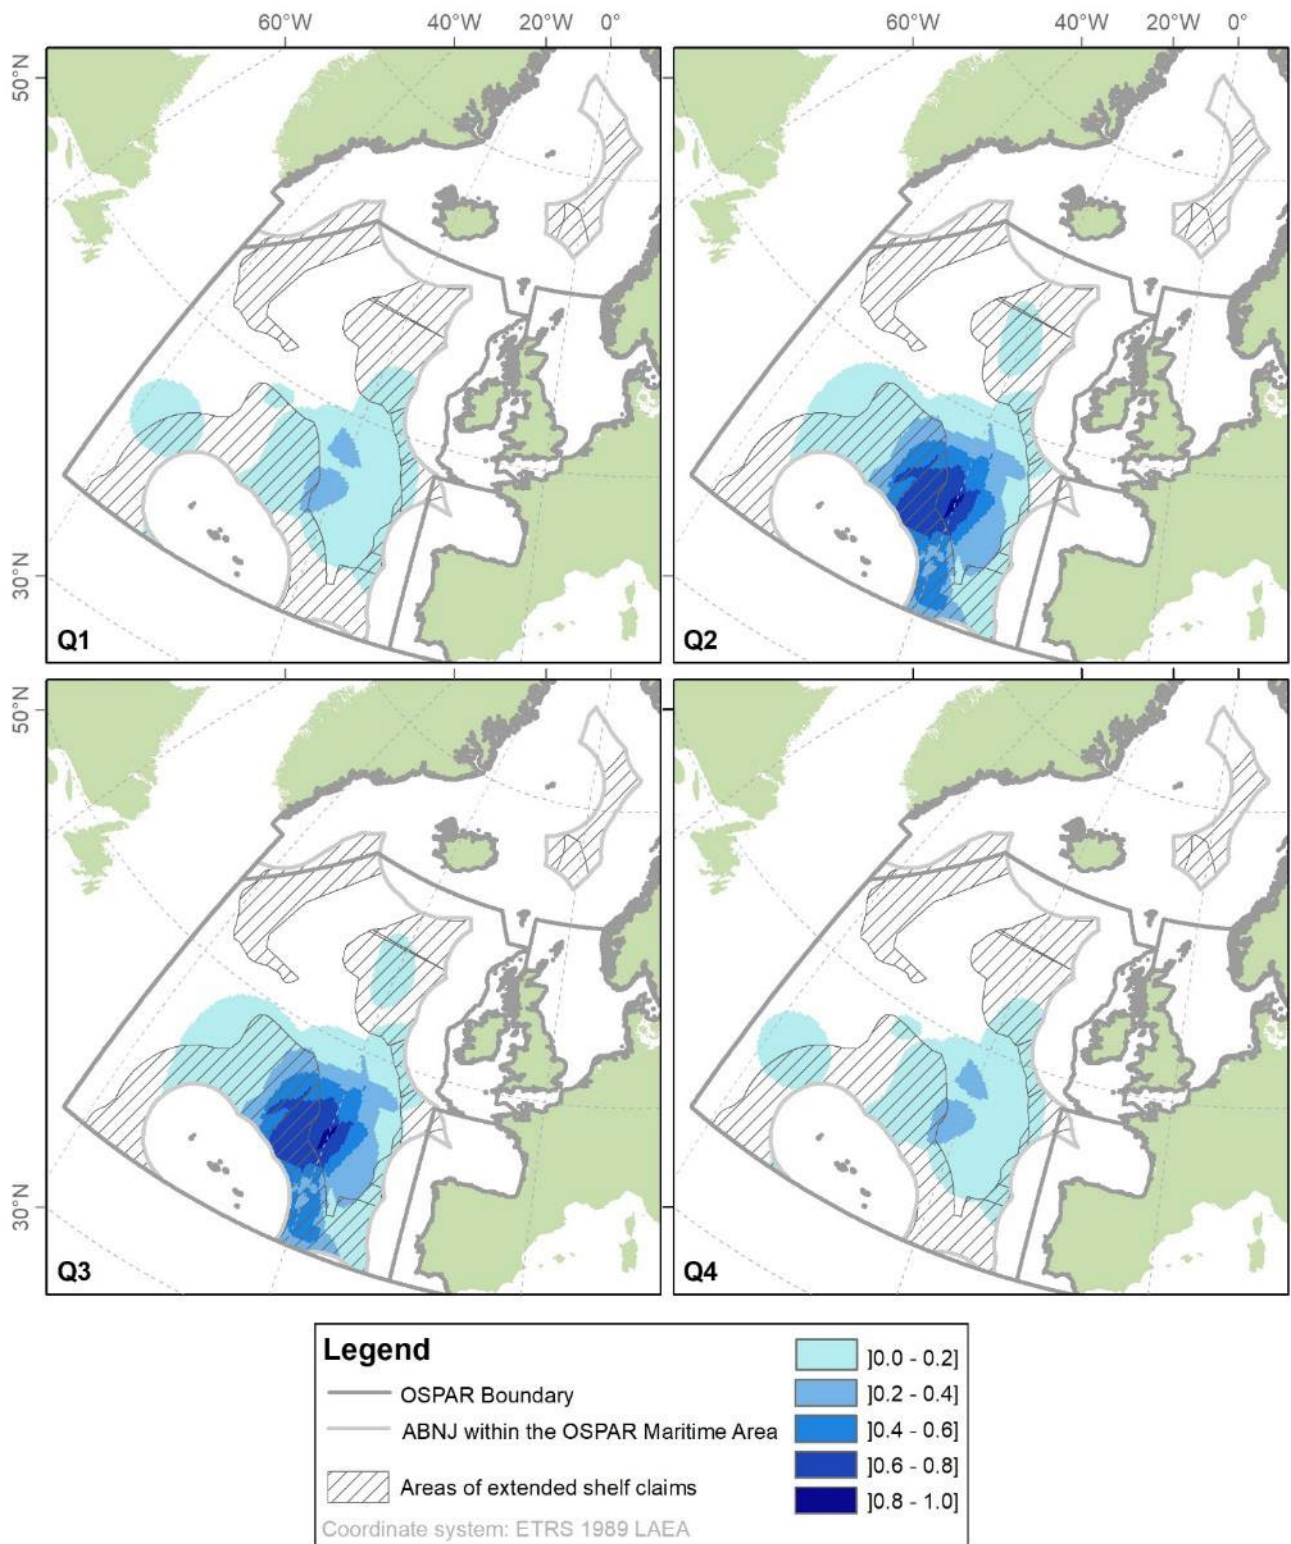 60°W 40°W 20°W 0° 60°W 40°W 20°W 0°
50°N
30°N
Q1 Q2
50°N
30°N
Q3 Q4
Legend
OSPAR Boundary
ABNJ within the OSPAR Maritime Area
Areas of extended shelf claims
Coordinate system: ETRS 1989 LAEA
]0.0 - 0.2]
]0.2 - 0.4]
]0.4 - 0.6]
]0.6 - 0.8]
]0.8 - 1.0]